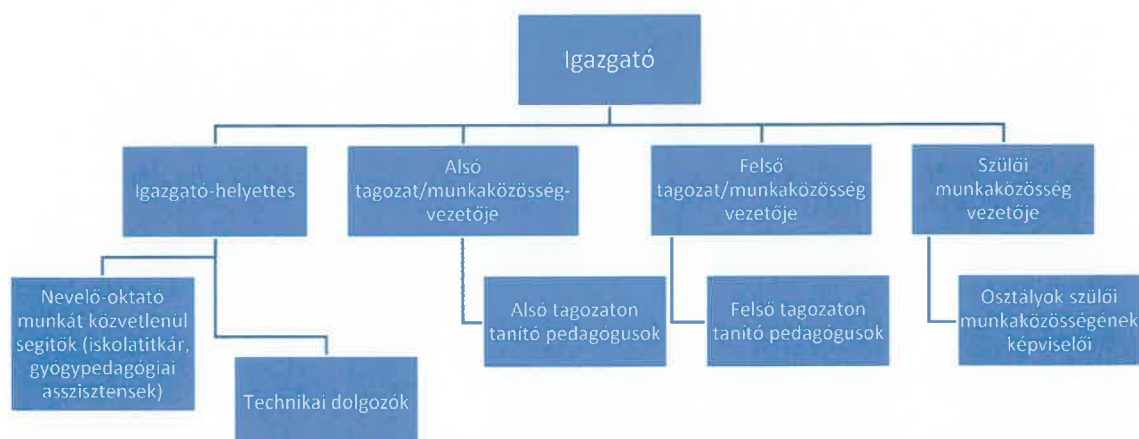 Igazgató
Igazgató-helyettes
Alsó
tagozat/munkaközösség-
vezetője
Felső
tagozat/munkaközösség
vezetője
Szülői
munkaközösség
vezetője
Nevelő-oktató
munkát közvetlenül
segítők (iskolatitkár,
gyógypedagógiai
asszisztensek)
Technikai dolgozók
Alsó tagozaton
tanító pedagógusok
Felső tagozaton
tanító pedagógusok
Osztályok szülői
munkaközösségének
képviselői